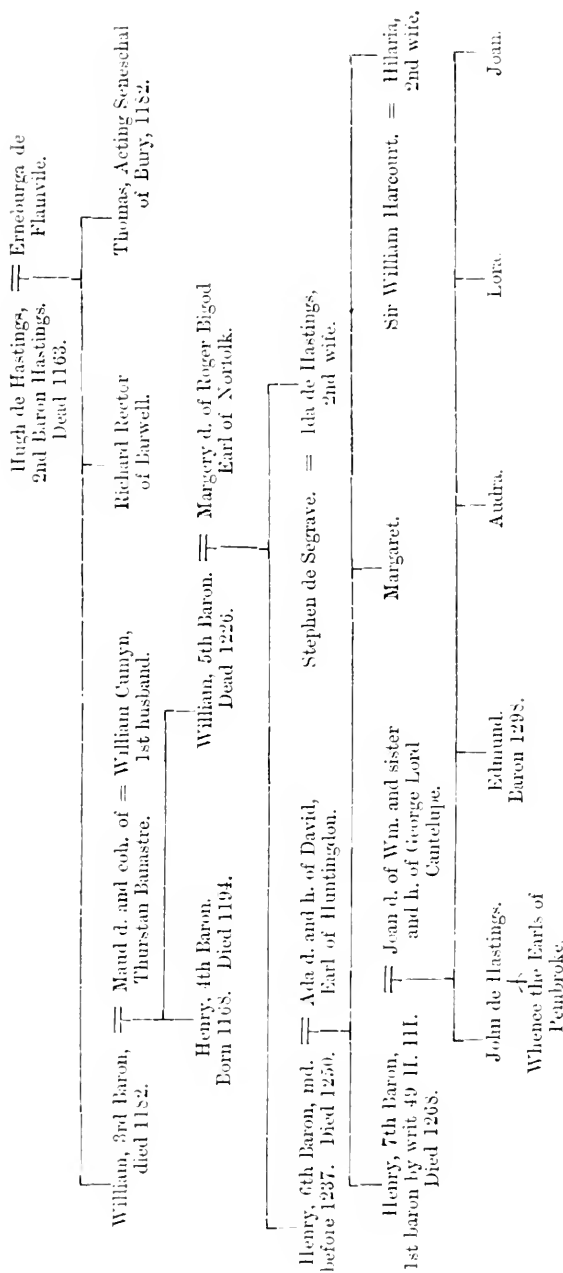 Hugh de Hastings,
2nd Baron Hastings.
Dead 1163.
= Erneburga de
Flamvile.
William, 3rd Baron,
died 1182.
= Maud d. and coh. of
Thurstan Banastre.
= William Cumyn,
1st husband.
Richard Rector
of Barwell.
Thomas, Acting Seneschal
of Bury, 1182.
Henry, 4th Baron.
Born 1168. Died 1194.
William, 5th Baron.
Dead 1226.
= Margery d. of Roger Bigod
Earl of Norfolk.
Henry, 6th Baron, md.
before 1237. Died 1250.
= Ada d. and h. of David,
Earl of Huntingdon.
Stephen de Segrave. = Ida de Hastings,
2nd wife.
Henry, 7th Baron,
1st baron by writ 49 H. III.
Died 1268.
= Joan d. of Wm. and sister
and h. of George Lord
Cantelupe.
Margaret.
Sir William Harcourt. = Hilaria,
2nd wife.
John de Hastings.
Whence the Earls of
Pembroke.
Edmund.
Baron 1298.
Audra.
Lora.
Joan.